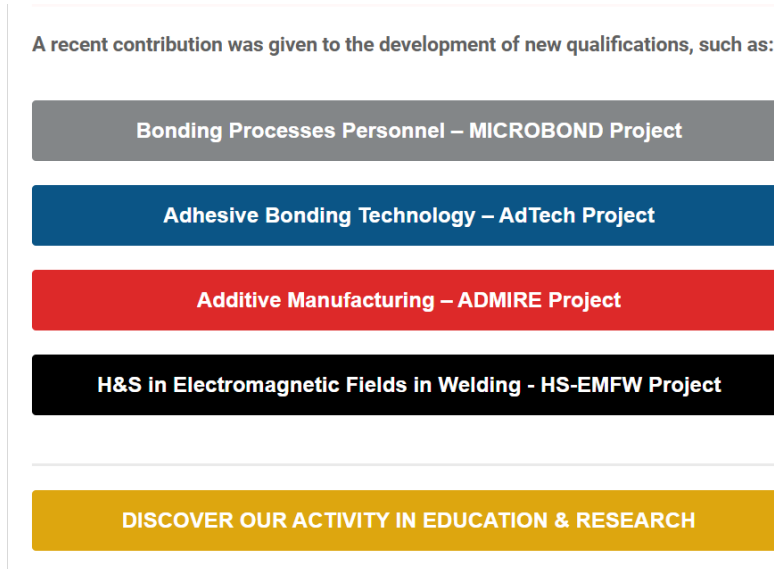 A recent contribution was given to the development of new qualifications, such as:
Bonding Processes Personnel – MICROBOND Project
Adhesive Bonding Technology – AdTech Project
Additive Manufacturing – ADMIRE Project
H&S in Electromagnetic Fields in Welding - HS-EMFW Project
DISCOVER OUR ACTIVITY IN EDUCATION & RESEARCH